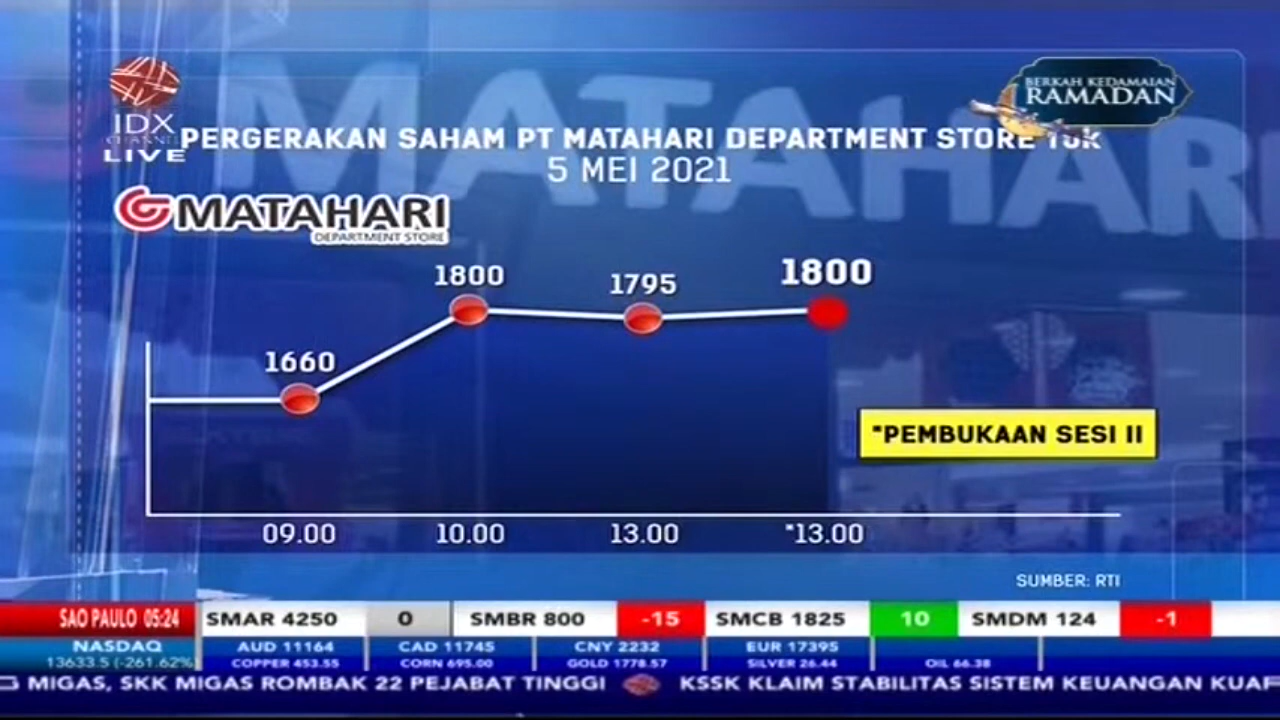 IDX
CHANNEL
LIVE
BERKAH KEDAMAIAN
RAMADAN
MATAHARI
PERGERAKAN SAHAM PT MATAHARI DEPARTMENT STORE Tbk
5 MEI 2021
MATAHARI
DEPARTMENT STORE
1660
1800
1795
1800
*PEMBUKAAN SESI II
09.00 10.00 13.00 *13.00
SUMBER: RTI
SAO PAULO 05:24 SMAR 4250 0 SMBR 800 -15 SMCB 1825 10 SMDM 124 -1
NASDAQ AUD 11164 CAD 11745 CNY 2232 EUR 17395
13633.5 (-261.62%) COPPER 453.55 CORN 695.00 GOLD 1778.57 SILVER 26.44 OIL 66.38
MIGAS, SKK MIGAS ROMBAK 22 PEJABAT TINGGI KSSK KLAIM STABILITAS SISTEM KEUANGAN